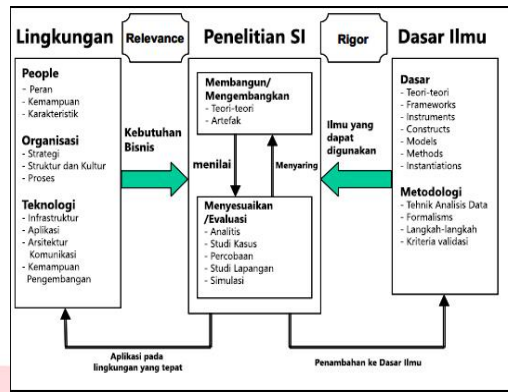 Lingkungan
Relevance
Penelitian SI
Rigor
Dasar Ilmu
People
- Peran
- Kemampuan
- Karakteristik
Organisasi
- Strategi
- Struktur dan Kultur
- Proses
Teknologi
- Infrastruktur
- Aplikasi
- Arsitektur
Komunikasi
- Kemampuan
Pengembangan
Kebutuhan
Bisnis
Membangun/
Mengembangkan
- Teori-teori
- Artefak
menilai
Menyaring
Menyesuaikan
/Evaluasi
- Analitis
- Studi Kasus
- Percobaan
- Studi Lapangan
- Simulasi
Ilmu yang
dapat
digunakan
Dasar
- Teori-teori
- Frameworks
- Instruments
- Constructs
- Models
- Methods
- Instantiations
Metodologi
- Tehnik Analisis Data
- Formalisms
- Langkah-langkah
- Kriteria validasi
Aplikasi pada
lingkungan yang tepat
Penambahan ke Dasar Ilmu